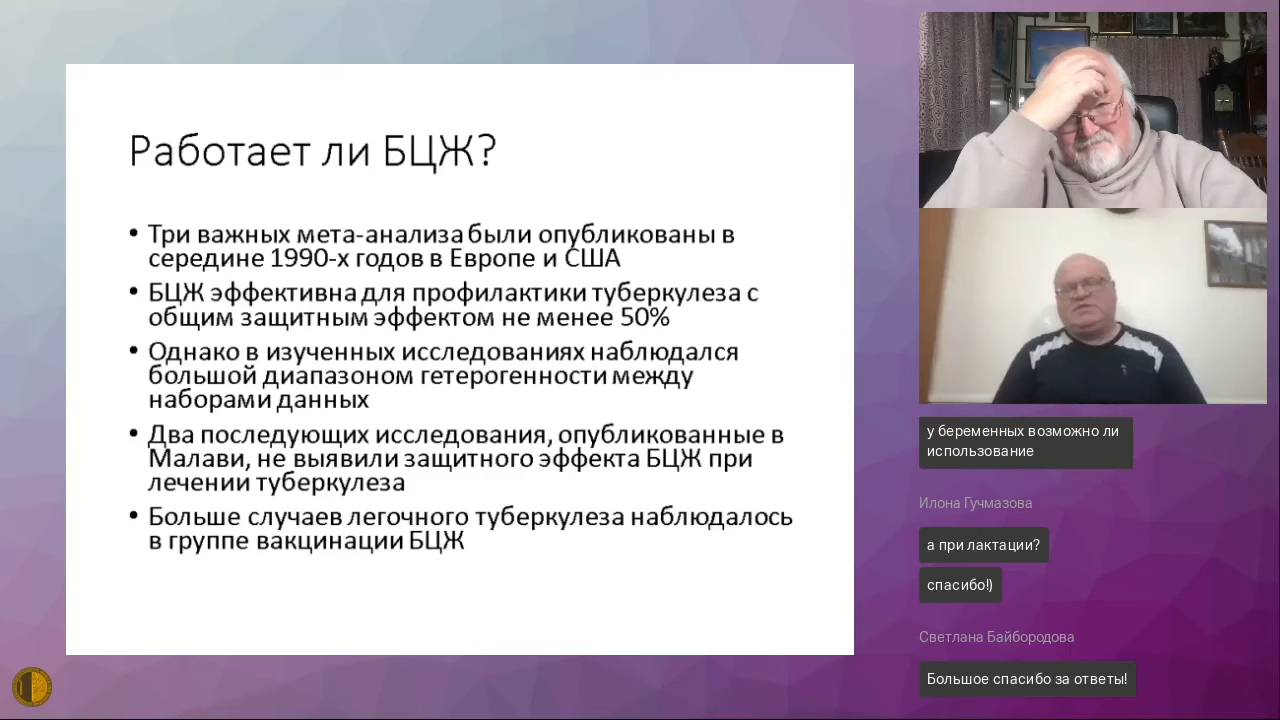 Работает ли БЦЖ?
• Три важных мета-анализа были опубликованы в
середине 1990-х годов в Европе и США
• БЦЖ эффективна для профилактики туберкулеза с
общим защитным эффектом не менее 50%
• Однако в изученных исследованиях наблюдался
большой диапазоном гетерогенности между
наборами данных
• Два последующих исследования, опубликованные в
Малави, не выявили защитного эффекта БЦЖ при
лечении туберкулеза
• Больше случаев легочного туберкулеза наблюдалось
в группе вакцинации БЦЖ
у беременных возможно ли
использование
Илона Гучмазова
а при лактации?
спасибо!)
Светлана Байбородова
Большое спасибо за ответы!